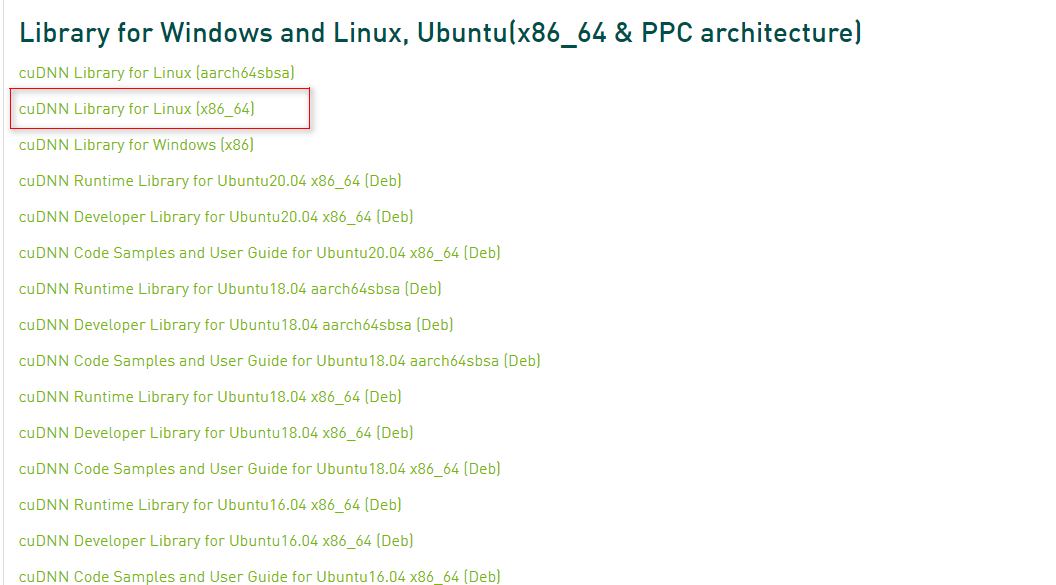 Library for Windows and Linux, Ubuntu(x86_64 & PPC architecture)
cuDNN Library for Linux (aarch64sbsa)
cuDNN Library for Linux (x86_64)
cuDNN Library for Windows (x86)
cuDNN Runtime Library for Ubuntu20.04 x86_64 (Deb)
cuDNN Developer Library for Ubuntu20.04 x86_64 (Deb)
cuDNN Code Samples and User Guide for Ubuntu20.04 x86_64 (Deb)
cuDNN Runtime Library for Ubuntu18.04 aarch64sbsa (Deb)
cuDNN Developer Library for Ubuntu18.04 aarch64sbsa (Deb)
cuDNN Code Samples and User Guide for Ubuntu18.04 aarch64sbsa (Deb)
cuDNN Runtime Library for Ubuntu18.04 x86_64 (Deb)
cuDNN Developer Library for Ubuntu18.04 x86_64 (Deb)
cuDNN Code Samples and User Guide for Ubuntu18.04 x86_64 (Deb)
cuDNN Runtime Library for Ubuntu16.04 x86_64 (Deb)
cuDNN Developer Library for Ubuntu16.04 x86_64 (Deb)
cuDNN Code Samples and User Guide for Ubuntu16.04 x86_64 (Deb)